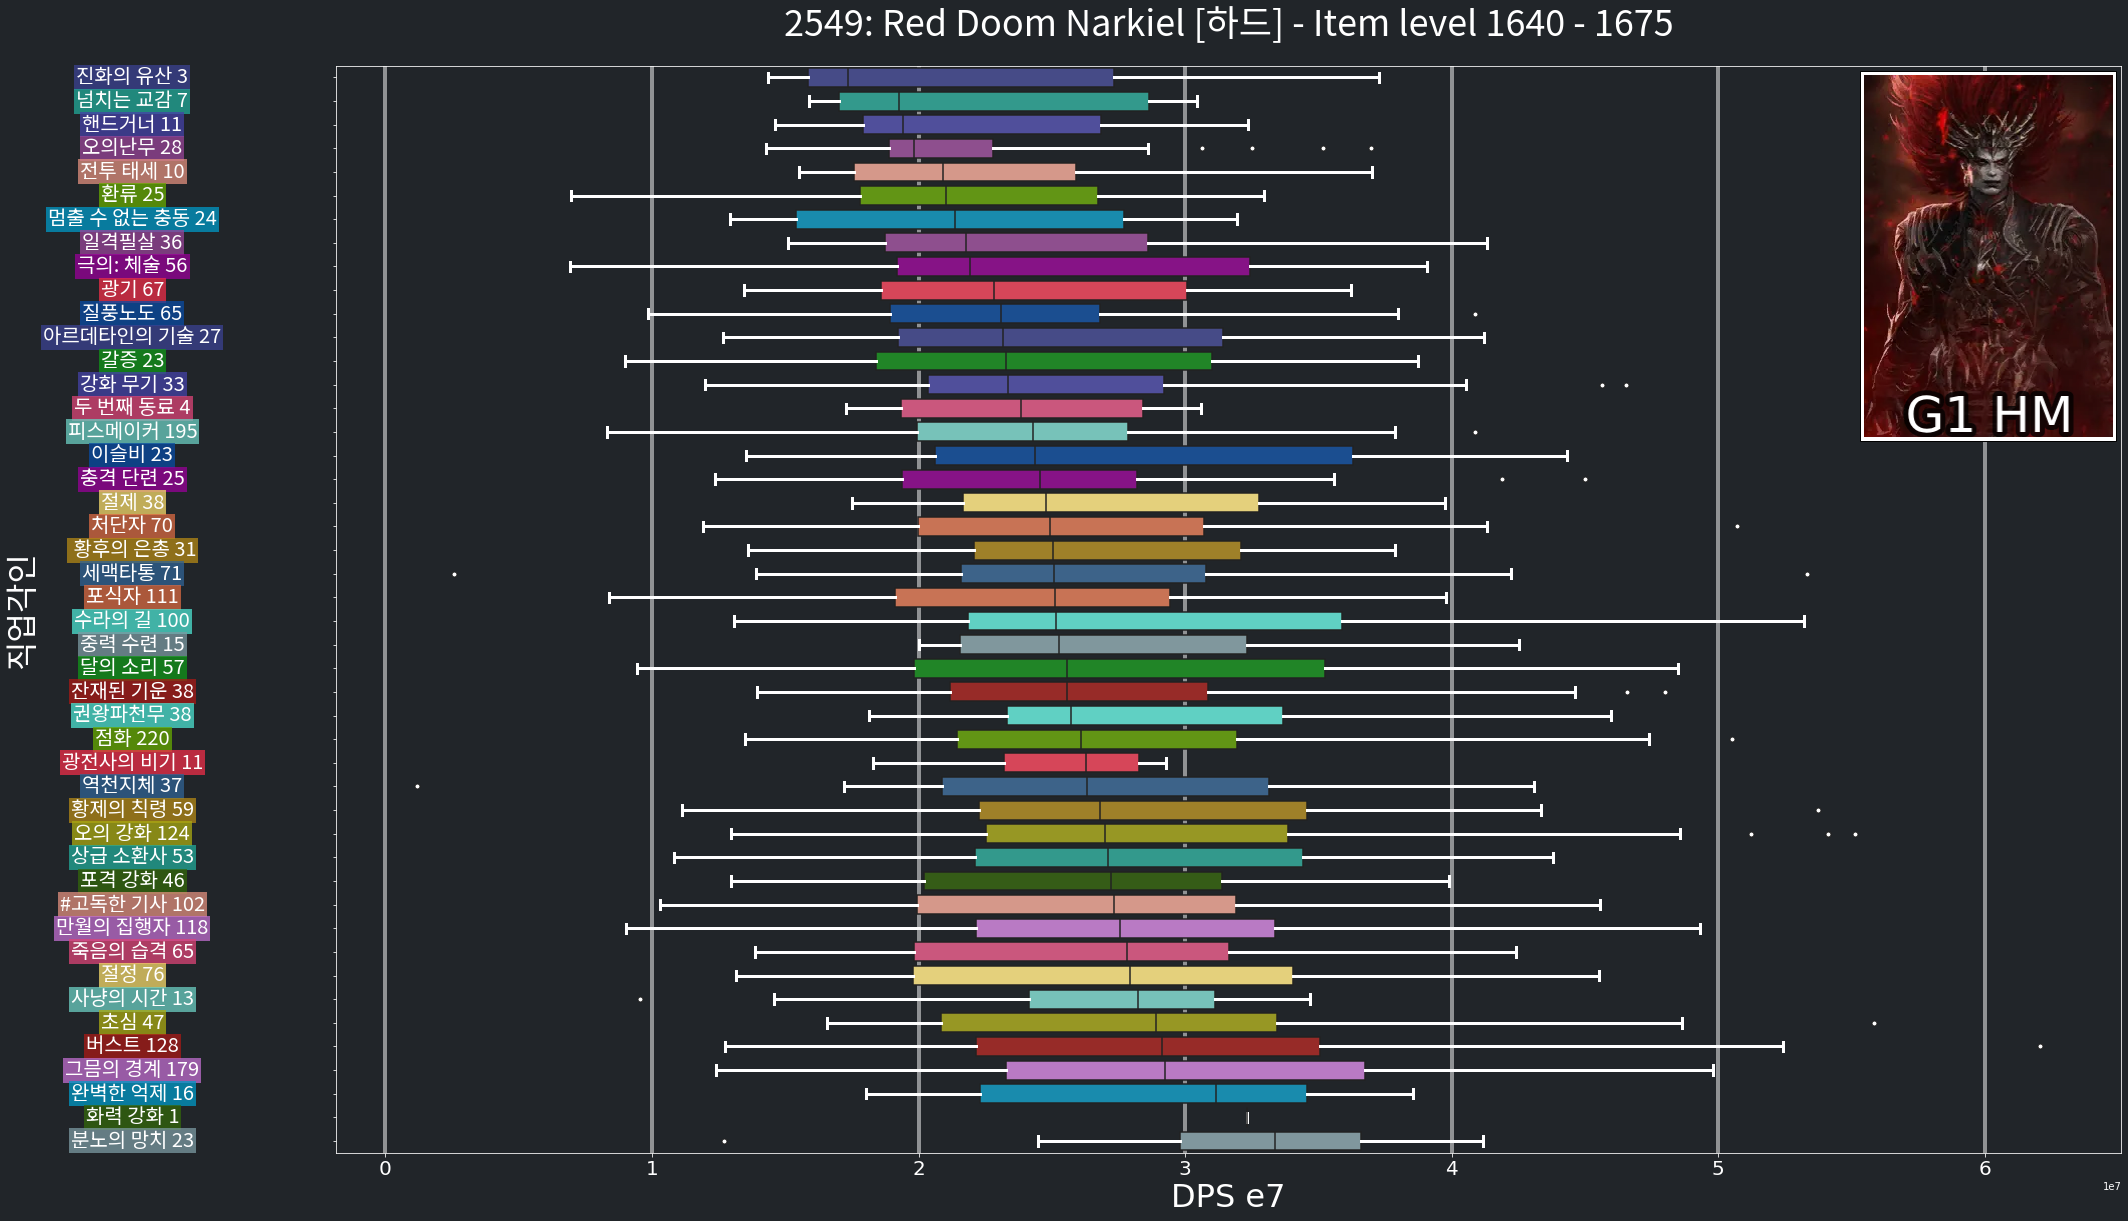 2549: Red Doom Narkiel [하드] - Item level 1640 - 1675
진화의 유산 3
넘치는 교감 7
핸드거너 11
오의난무 28
전투 태세 10
환류 25
멈출 수 없는 충동 24
일격필살 36
극의: 체술 56
광기 67
질풍노도 65
아르데타인의 기술 27
갈증 23
강화 무기 33
두 번째 동료 4
피스메이커 195
이슬비 23
충격 단련 25
절제 38
처단자 70
황후의 은총 31
세맥타통 71
포식자 111
수라의 길 100
중력 수련 15
달의 소리 57
잔재된 기운 38
권왕파천무 38
점화 220
광전사의 비기 11
역천지체 37
황제의 칙령 59
오의 강화 124
상급 소환사 53
포격 강화 46
#고독한 기사 102
만월의 집행자 118
죽음의 습격 65
절정 76
사냥의 시간 13
초심 47
버스트 128
그믐의 경계 179
완벽한 억제 16
화력 강화 1
분노의 망치 23
직업각인
G1 HM
0 1 2 3 4 5 6
DPS e7
1e7